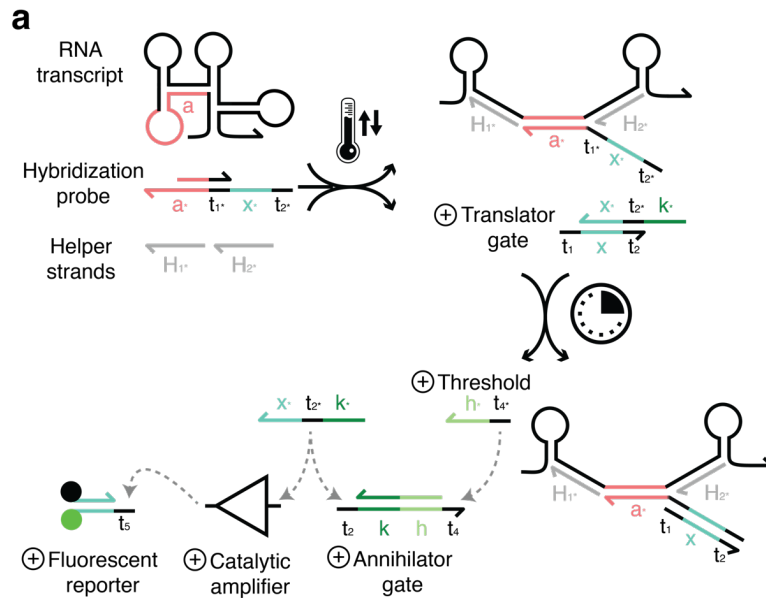 a
RNA
transcript
a
Hybridization
probe
a* t1* x* t2*
Helper
strands
H1* H2*
H1* H2*
a*
t1*
x*
t2*
+ Translator
gate
x* t2* k*
t1 x t2
+ Threshold
h* t4*
x* t2* k*
H1* H2*
a*
t1
x
t2
t5
t2 k h t4
+ Fluorescent
reporter
+ Catalytic
amplifier
+ Annihilator
gate